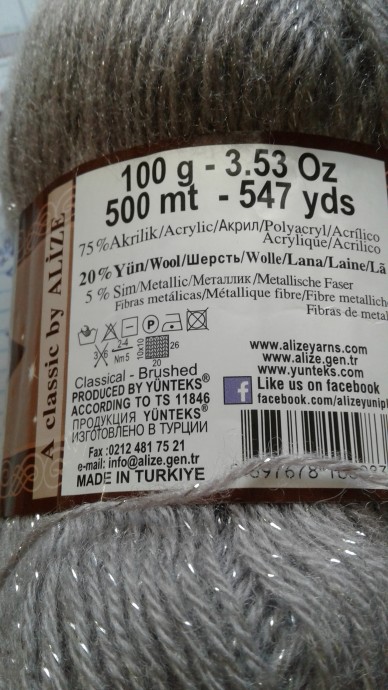 A classic by ALİZE
100 g - 3.53 Oz
500 mt - 547 yds
75 % Akrilik/Acrylic/Акрил/Polyacryl/Acrílico
Acrylique/Acrilico
20 % Yün/Wool/Шерсть/Wolle/Lana/Laine/Lã
5 % Sim/Metallic/Металлик/Metallische Faser
Fibras metálicas/Métallique fibre/Fibre metallich
Fibras de metal
P
3 6
2-4
Nm 5
10x10
26
20
Classical - Brushed
PRODUCED BY YÜNTEKS®
ACCORDING TO TS 11846
ПРОДУКЦИЯ YÜNTEKS®
ИЗГОТОВЛЕНО В ТУРЦИИ
Fax :0212 481 75 21
e-mail: info@alize.gen.tr
MADE IN TURKIYE
www.alizeyarns.com
www.alize.gen.tr
www.yunteks.com
f Like us on facebook
facebook.com/alizeyunipl